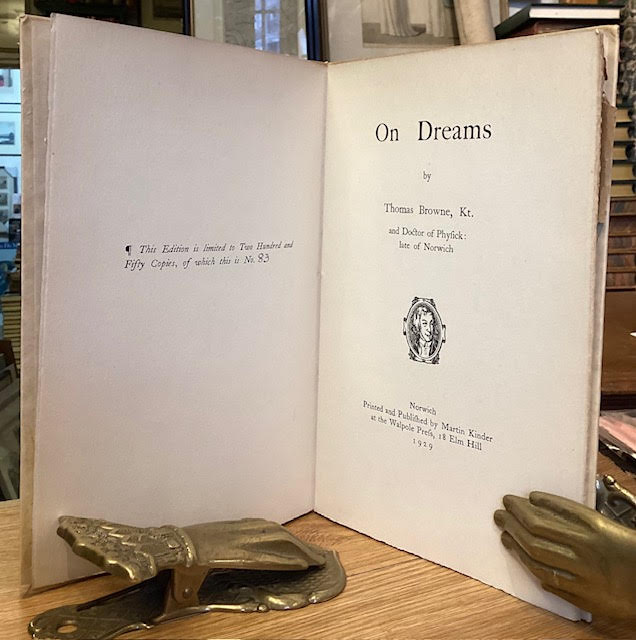 ¶ This Edition is limited to Two Hundred and
Fifty Copies, of which this is No. 83
On Dreams
by
Thomas Browne, Kt.
and Doctor of Phyſick:
late of Norwich
Norwich
Printed and Publiſhed by Martin Kinder
at the Walpole Preſs, 18 Elm Hill
1929